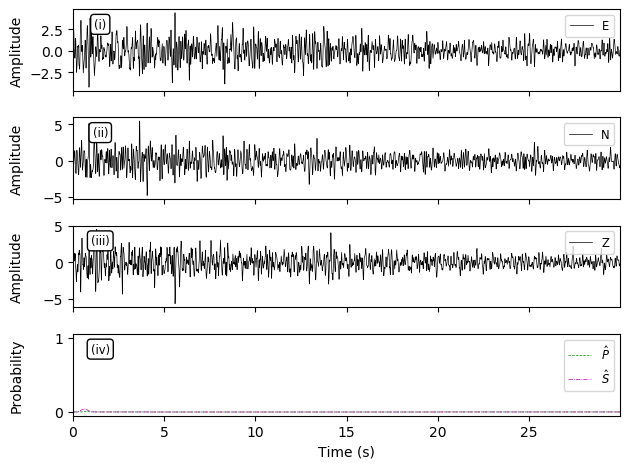 Amplitude
2.5
0.0
−2.5
(i)
E
Amplitude
5
0
−5
(ii)
N
Amplitude
5
0
−5
(iii)
Z
Probability
1
0
(iv)
P̂
Ŝ
0 5 10 15 20 25
Time (s)